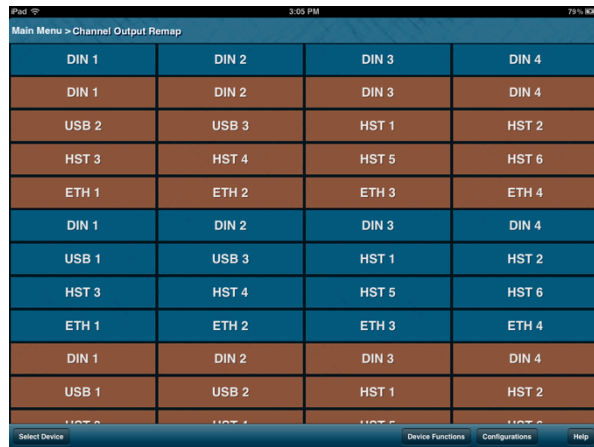 iPad 3:05 PM 79%
Main Menu > Channel Output Remap
DIN 1 DIN 2 DIN 3 DIN 4
DIN 1 DIN 2 DIN 3 DIN 4
USB 2 USB 3 HST 1 HST 2
HST 3 HST 4 HST 5 HST 6
ETH 1 ETH 2 ETH 3 ETH 4
DIN 1 DIN 2 DIN 3 DIN 4
USB 1 USB 3 HST 1 HST 2
HST 3 HST 4 HST 5 HST 6
ETH 1 ETH 2 ETH 3 ETH 4
DIN 1 DIN 2 DIN 3 DIN 4
USB 1 USB 2 HST 1 HST 2
Select Device Device Functions Configurations Help